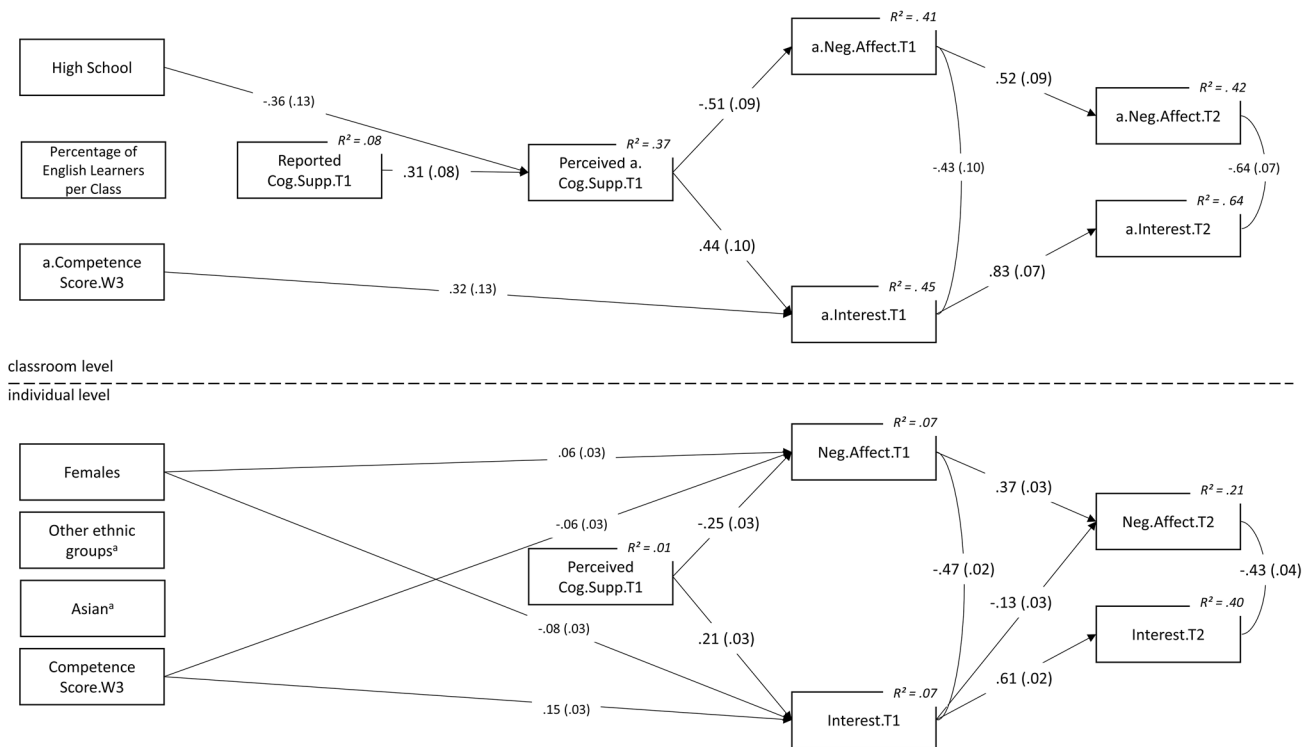 R² = . 41
a.Neg.Affect.T1
High School
.52 (.09)
-.36 (.13)
-.51 (.09)
R² = . 42
a.Neg.Affect.T2
R² = .08
R² = .37
Percentage of
English Learners
per Class
Reported
Cog.Supp.T1
.31 (.08)
Perceived a.
Cog.Supp.T1
-.43 (.10)
-.64 (.07)
R² = . 64
a.Interest.T2
.44 (.10)
a.Competence
Score.W3
.32 (.13)
.83 (.07)
R² = . 45
a.Interest.T1
classroom level
individual level
R² = .07
Neg.Affect.T1
Females
.06 (.03)
.37 (.03)
R² = .21
Neg.Affect.T2
Other ethnic
groupsᵃ
-.06 (.03)
-.25 (.03)
R² = .01
Perceived
Cog.Supp.T1
-.47 (.02)
-.43 (.04)
Asianᵃ
-.13 (.03)
R² = .40
Interest.T2
-.08 (.03)
.21 (.03)
Competence
Score.W3
.61 (.02)
.15 (.03)
R² = .07
Interest.T1